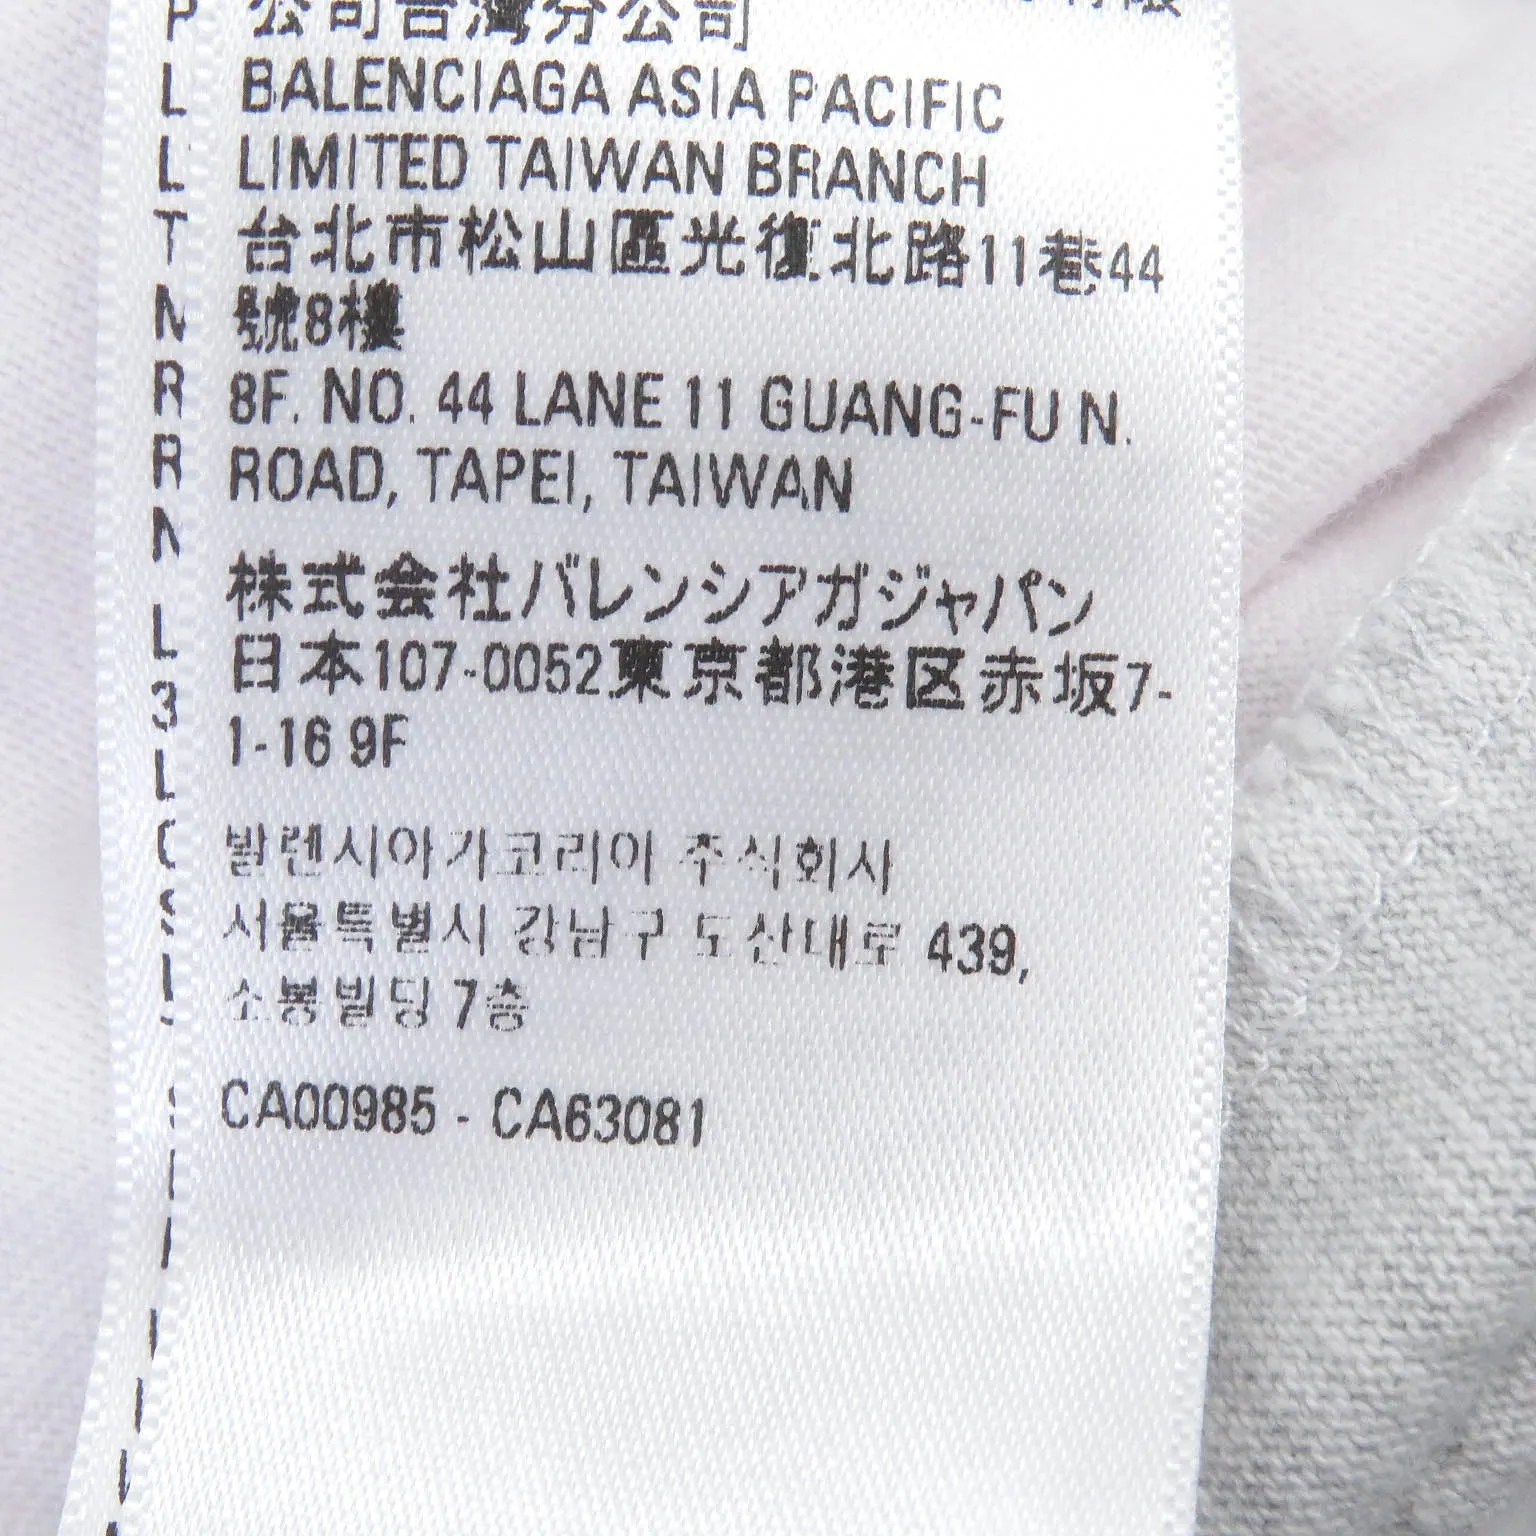 公司台灣分公司
BALENCIAGA ASIA PACIFIC
LIMITED TAIWAN BRANCH
台北市松山區光復北路11巷44
號8樓
8F. NO. 44 LANE 11 GUANG-FU N.
ROAD, TAPEI, TAIWAN
株式会社バレンシアガジャパン
日本107-0052東京都港区赤坂7-
1-16 9F
발렌시아가코리아 주식회사
서울특별시 강남구 도산대로 439,
소봉빌딩 7층
CA00985 - CA63081